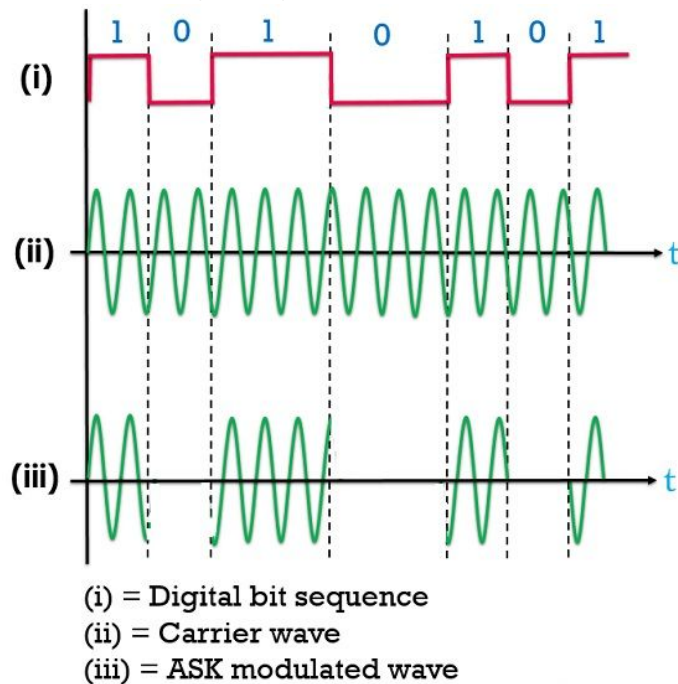 1 0 1 0 1 0 1
(i)
(ii)
t
(iii)
t
(i) = Digital bit sequence
(ii) = Carrier wave
(iii) = ASK modulated wave